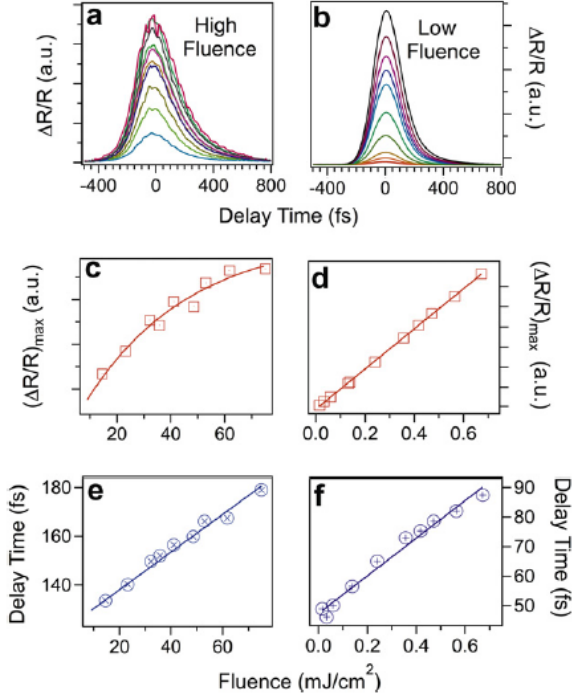 a
High
Fluence
ΔR/R (a.u.)
-400
0
400
800
b
Low
Fluence
ΔR/R (a.u.)
-400
0
400
800
Delay Time (fs)
c
(ΔR/R)max (a.u.)
20
40
60
d
(ΔR/R)max (a.u.)
0.0
0.2
0.4
0.6
e
Delay Time (fs)
180
160
140
20
40
60
f
Delay Time (fs)
90
80
70
60
50
0.0
0.2
0.4
0.6
Fluence (mJ/cm²)